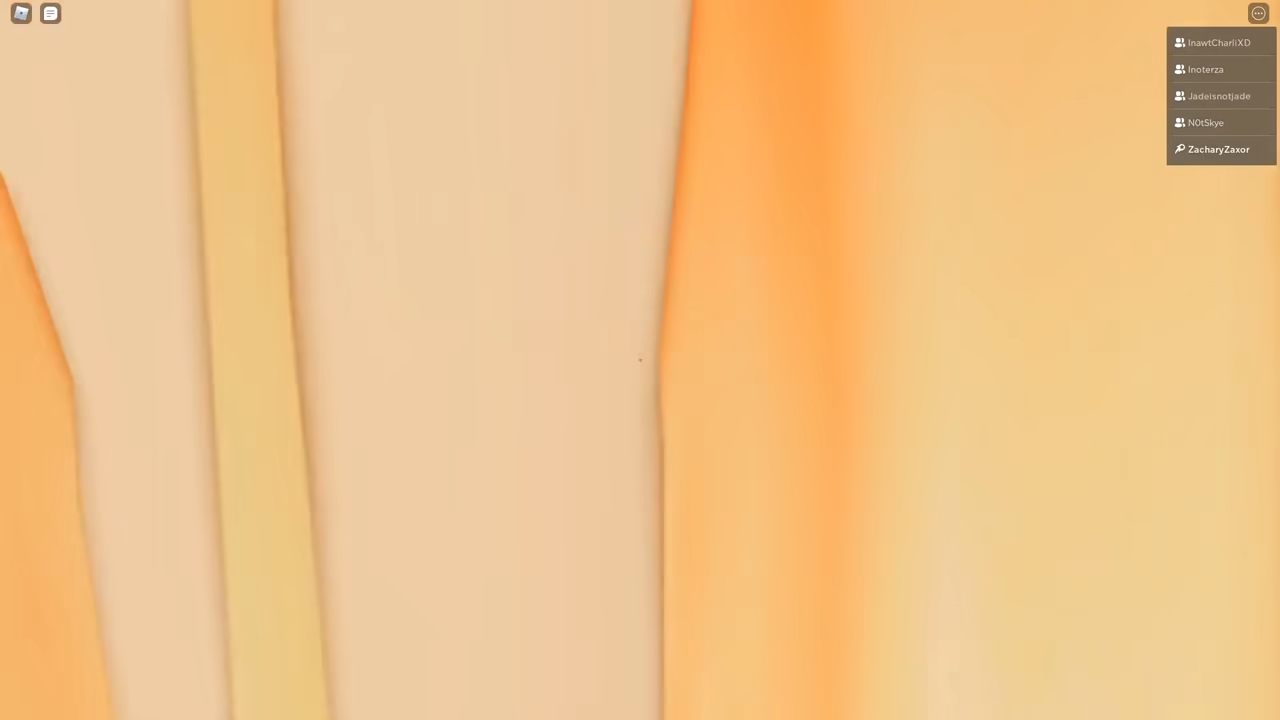 InawtCharliXD
Inoterza
Jadeisnotjade
N0tSkye
ZacharyZaxor